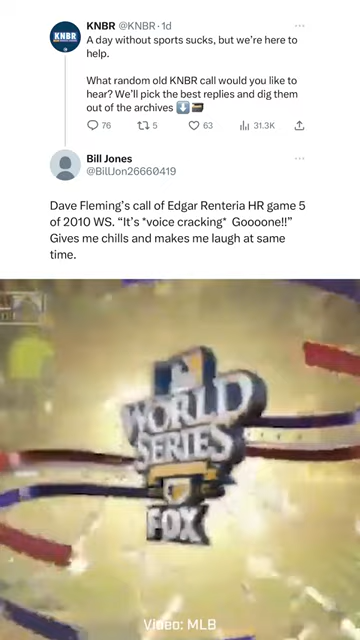 KNBR @KNBR · 1d
A day without sports sucks, but we're here to
help.
What random old KNBR call would you like to
hear? We'll pick the best replies and dig them
out of the archives
76 5 63 31.3K
Bill Jones
@BillJon26660419
Dave Fleming's call of Edgar Renteria HR game 5
of 2010 WS. “It's *voice cracking* Goooone!!”
Gives me chills and makes me laugh at same
time.
WORLD
SERIES
FOX
Video: MLB